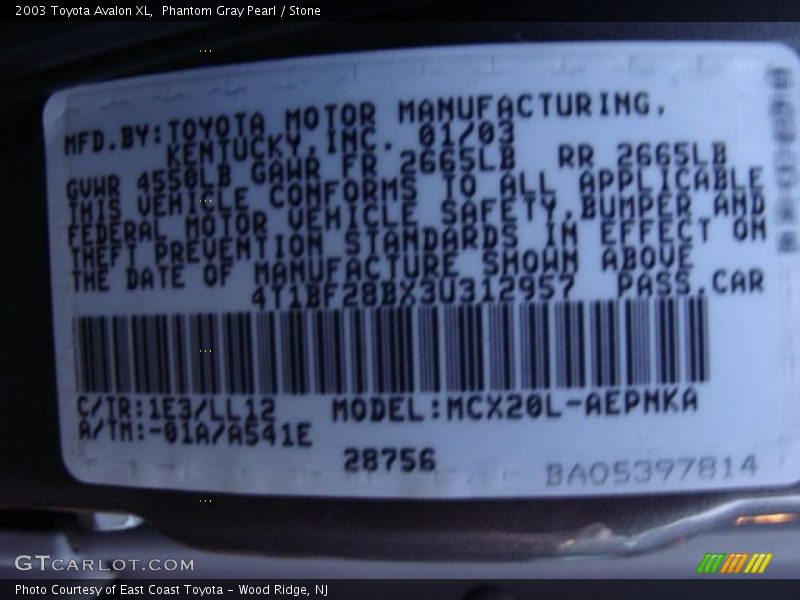 2003 Toyota Avalon XL,  Phantom Gray Pearl / Stone
MFD.BY:TOYOTA MOTOR MANUFACTURING,
KENTUCKY,INC. 01/03
GVWR 4550LB GAWR FR 2665LB RR 2665LB
THIS VEHICLE CONFORMS TO ALL APPLICABLE
FEDERAL MOTOR VEHICLE SAFETY,BUMPER AND
THEFT PREVENTION STANDARDS IN EFFECT ON
THE DATE OF MANUFACTURE SHOWN ABOVE
4T1BF28BX3U312957 PASS.CAR
C/TR:1E3/LL12 MODEL:MCX20L-AEPNKA
A/TM:-01A/A541E
28756 BA05397814
GTCARLOT.COM
Photo Courtesy of East Coast Toyota – Wood Ridge, NJ